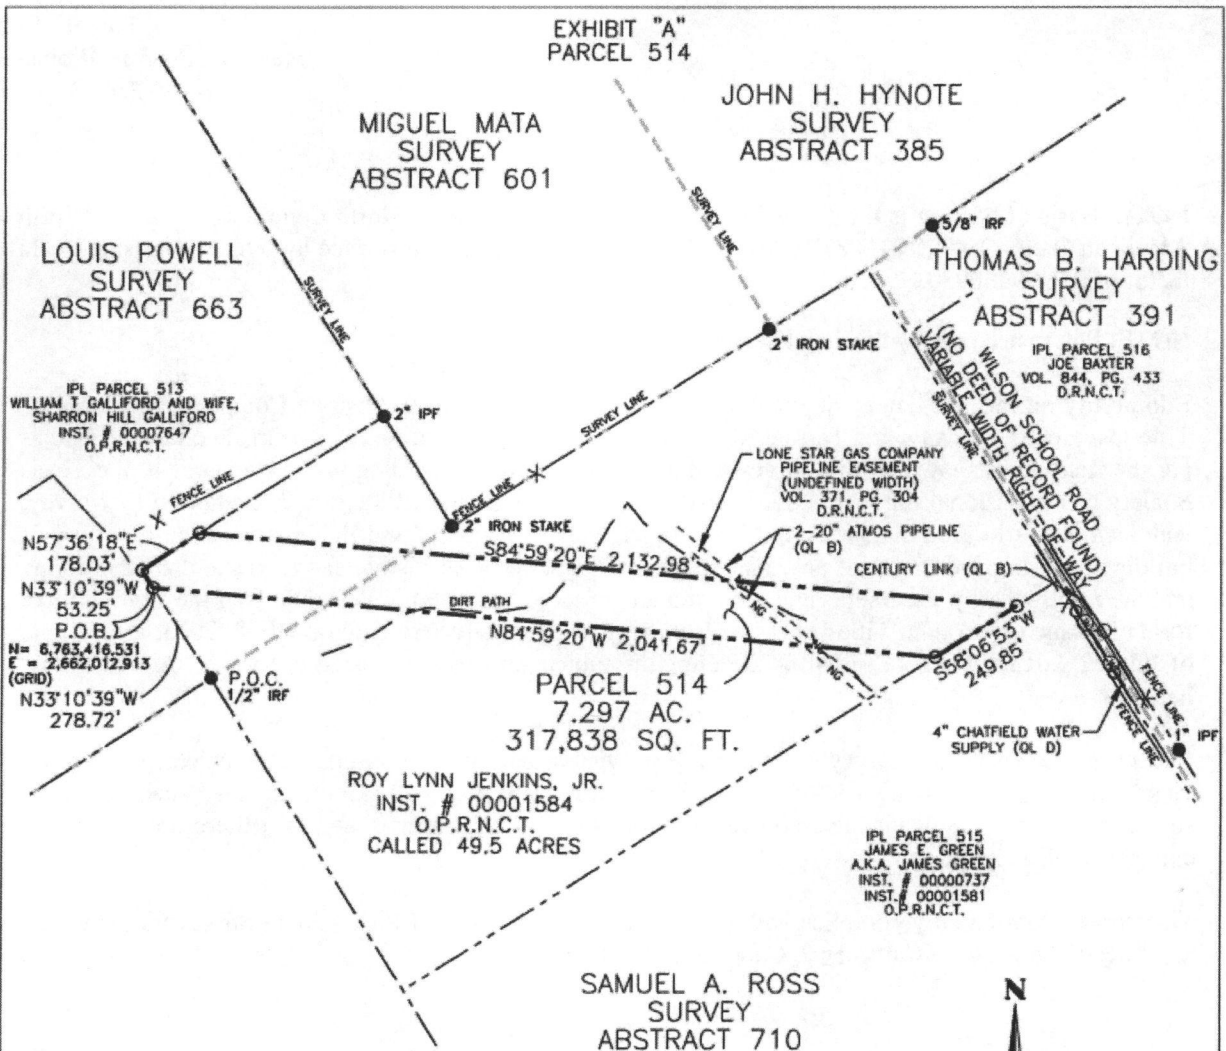 EXHIBIT "A"
PARCEL 514
MIGUEL MATA
SURVEY
ABSTRACT 601
JOHN H. HYNOTE
SURVEY
ABSTRACT 385
LOUIS POWELL
SURVEY
ABSTRACT 663
THOMAS B. HARDING
SURVEY
ABSTRACT 391
SURVEY LINE
SURVEY LINE
SURVEY LINE
SURVEY LINE
5/8" IRF
2" IRON STAKE
2" IPF
2" IRON STAKE
IPL PARCEL 516
JOE BAXTER
VOL. 844, PG. 433
D.R.N.C.T.
WILSON SCHOOL ROAD
(NO DEED OF RECORD FOUND)
VARIABLE WIDTH RIGHT-OF-WAY
IPL PARCEL 513
WILLIAM T GALLIFORD AND WIFE,
SHARRON HILL GALLIFORD
INST. # 00007647
O.P.R.N.C.T.
FENCE LINE
FENCE LINE
LONE STAR GAS COMPANY
PIPELINE EASEMENT
(UNDEFINED WIDTH)
VOL. 371, PG. 304
D.R.N.C.T.
2-20" ATMOS PIPELINE
(QL B)
CENTURY LINK (QL B)
N57°36'18"E
178.03'
N33°10'39"W
53.25'
P.O.B.
N= 6,763,416.531
E = 2,662,012.913
(GRID)
N33°10'39"W
278.72'
S84°59'20"E 2,132.98'
DIRT PATH
N84°59'20"W 2,041.67'
NG
NG
S58°06'53"W
249.85'
P.O.C.
1/2" IRF
PARCEL 514
7.297 AC.
317,838 SQ. FT.
FENCE LINE
FENCE LINE
1" IPF
4" CHATFIELD WATER
SUPPLY (QL D)
ROY LYNN JENKINS, JR.
INST. # 00001584
O.P.R.N.C.T.
CALLED 49.5 ACRES
IPL PARCEL 515
JAMES E. GREEN
A.K.A. JAMES GREEN
INST. # 00000737
INST.# 00001581
O.P.R.N.C.T.
SAMUEL A. ROSS
SURVEY
ABSTRACT 710
N